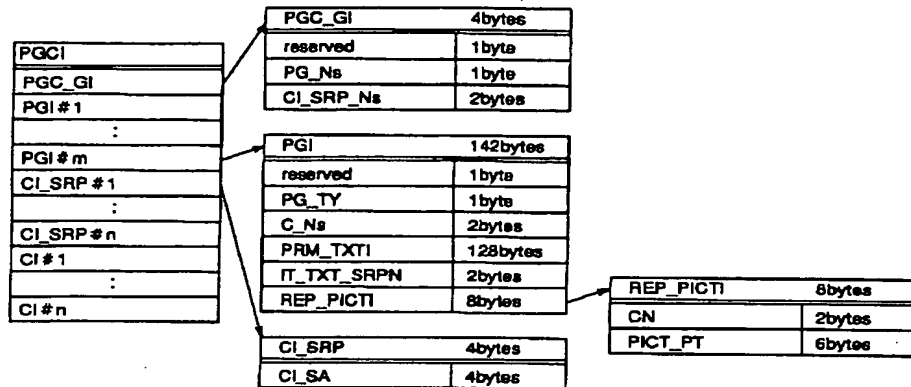 PGCI
PGC_GI
PGI#1
:
PGI#m
CI_SRP#1
:
CI_SRP#n
CI#1
:
CI#n
PGC_GI 4bytes
reserved 1byte
PG_Ns 1byte
CI_SRP_Ns 2bytes
PGI 142bytes
reserved 1byte
PG_TY 1byte
C_Ns 2bytes
PRM_TXTI 128bytes
IT_TXT_SRPN 2bytes
REP_PICTI 8bytes
CI_SRP 4bytes
CI_SA 4bytes
REP_PICTI 8bytes
CN 2bytes
PICT_PT 6bytes